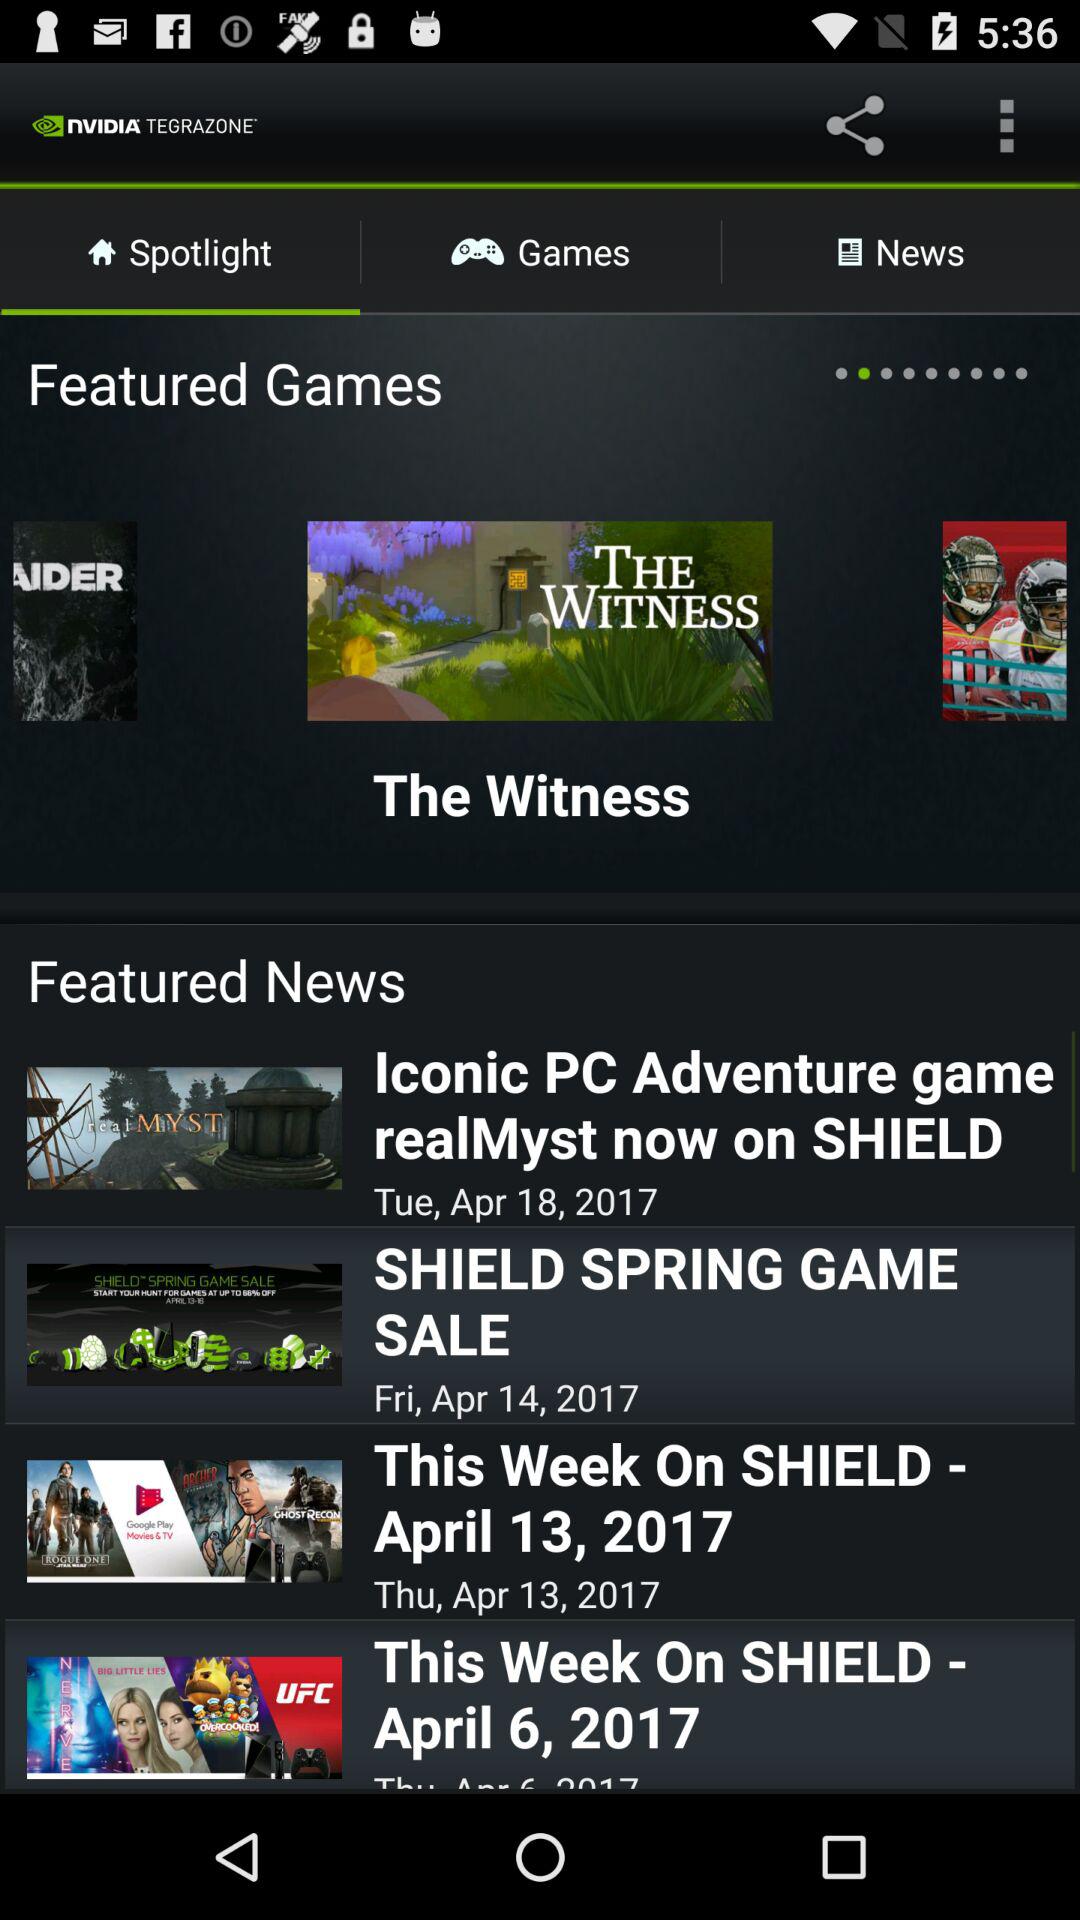 FAKE
5:36
NVIDIA TEGRAZONE™
Spotlight
Games
News
Featured Games
AIDER
THE
WITNESS
The Witness
Featured News
realMYST
Iconic PC Adventure game
realMyst now on SHIELD
Tue, Apr 18, 2017
SHIELD™ SPRING GAME SALE
START YOUR HUNT FOR GAMES AT UP TO 66% OFF
APRIL 13-16
SHIELD SPRING GAME
SALE
Fri, Apr 14, 2017
ROGUE ONE
STAR WARS
Google Play
Movies & TV
ARCHER
GHOST RECON
This Week On SHIELD -
April 13, 2017
Thu, Apr 13, 2017
NERVE
BIG LITTLE LIES
OVERCOOKED!
UFC
This Week On SHIELD -
April 6, 2017
Thu, Apr 6, 2017